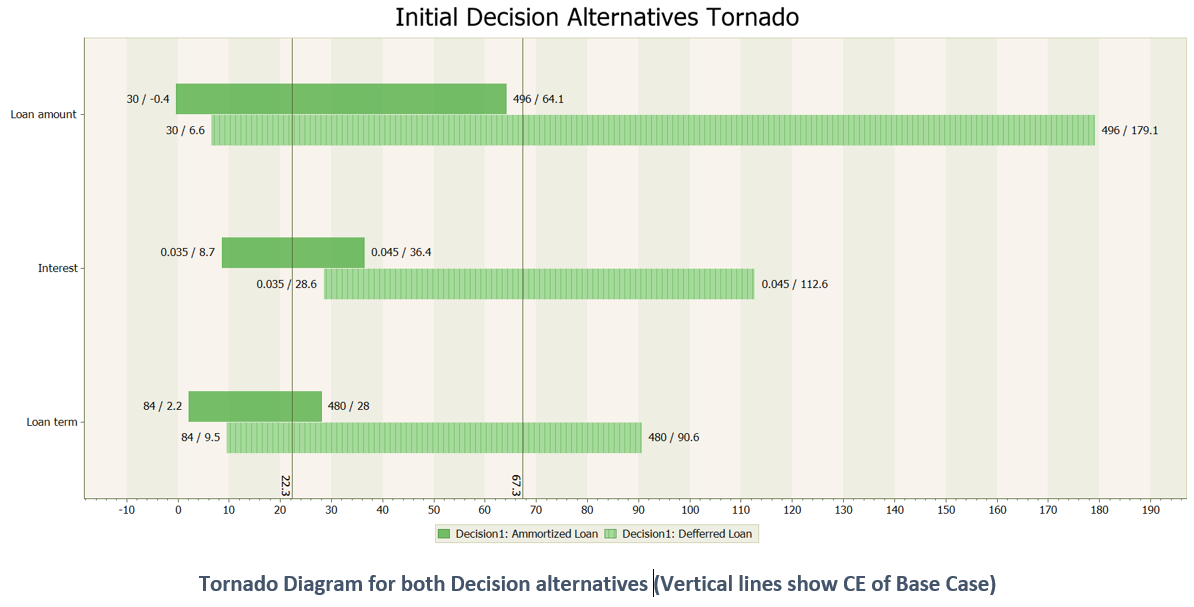 Initial Decision Alternatives Tornado
30 / -0.4
496 / 64.1
Loan amount
30 / 6.6
496 / 179.1
0.035 / 8.7
0.045 / 36.4
Interest
0.035 / 28.6
0.045 / 112.6
84 / 2.2
480 / 28
Loan term
84 / 9.5
480 / 90.6
22.3
67.3
-10 0 10 20 30 40 50 60 70 80 90 100 110 120 130 140 150 160 170 180 190
Decision1: Ammortized Loan Decision1: Defferred Loan
Tornado Diagram for both Decision alternatives (Vertical lines show CE of Base Case)